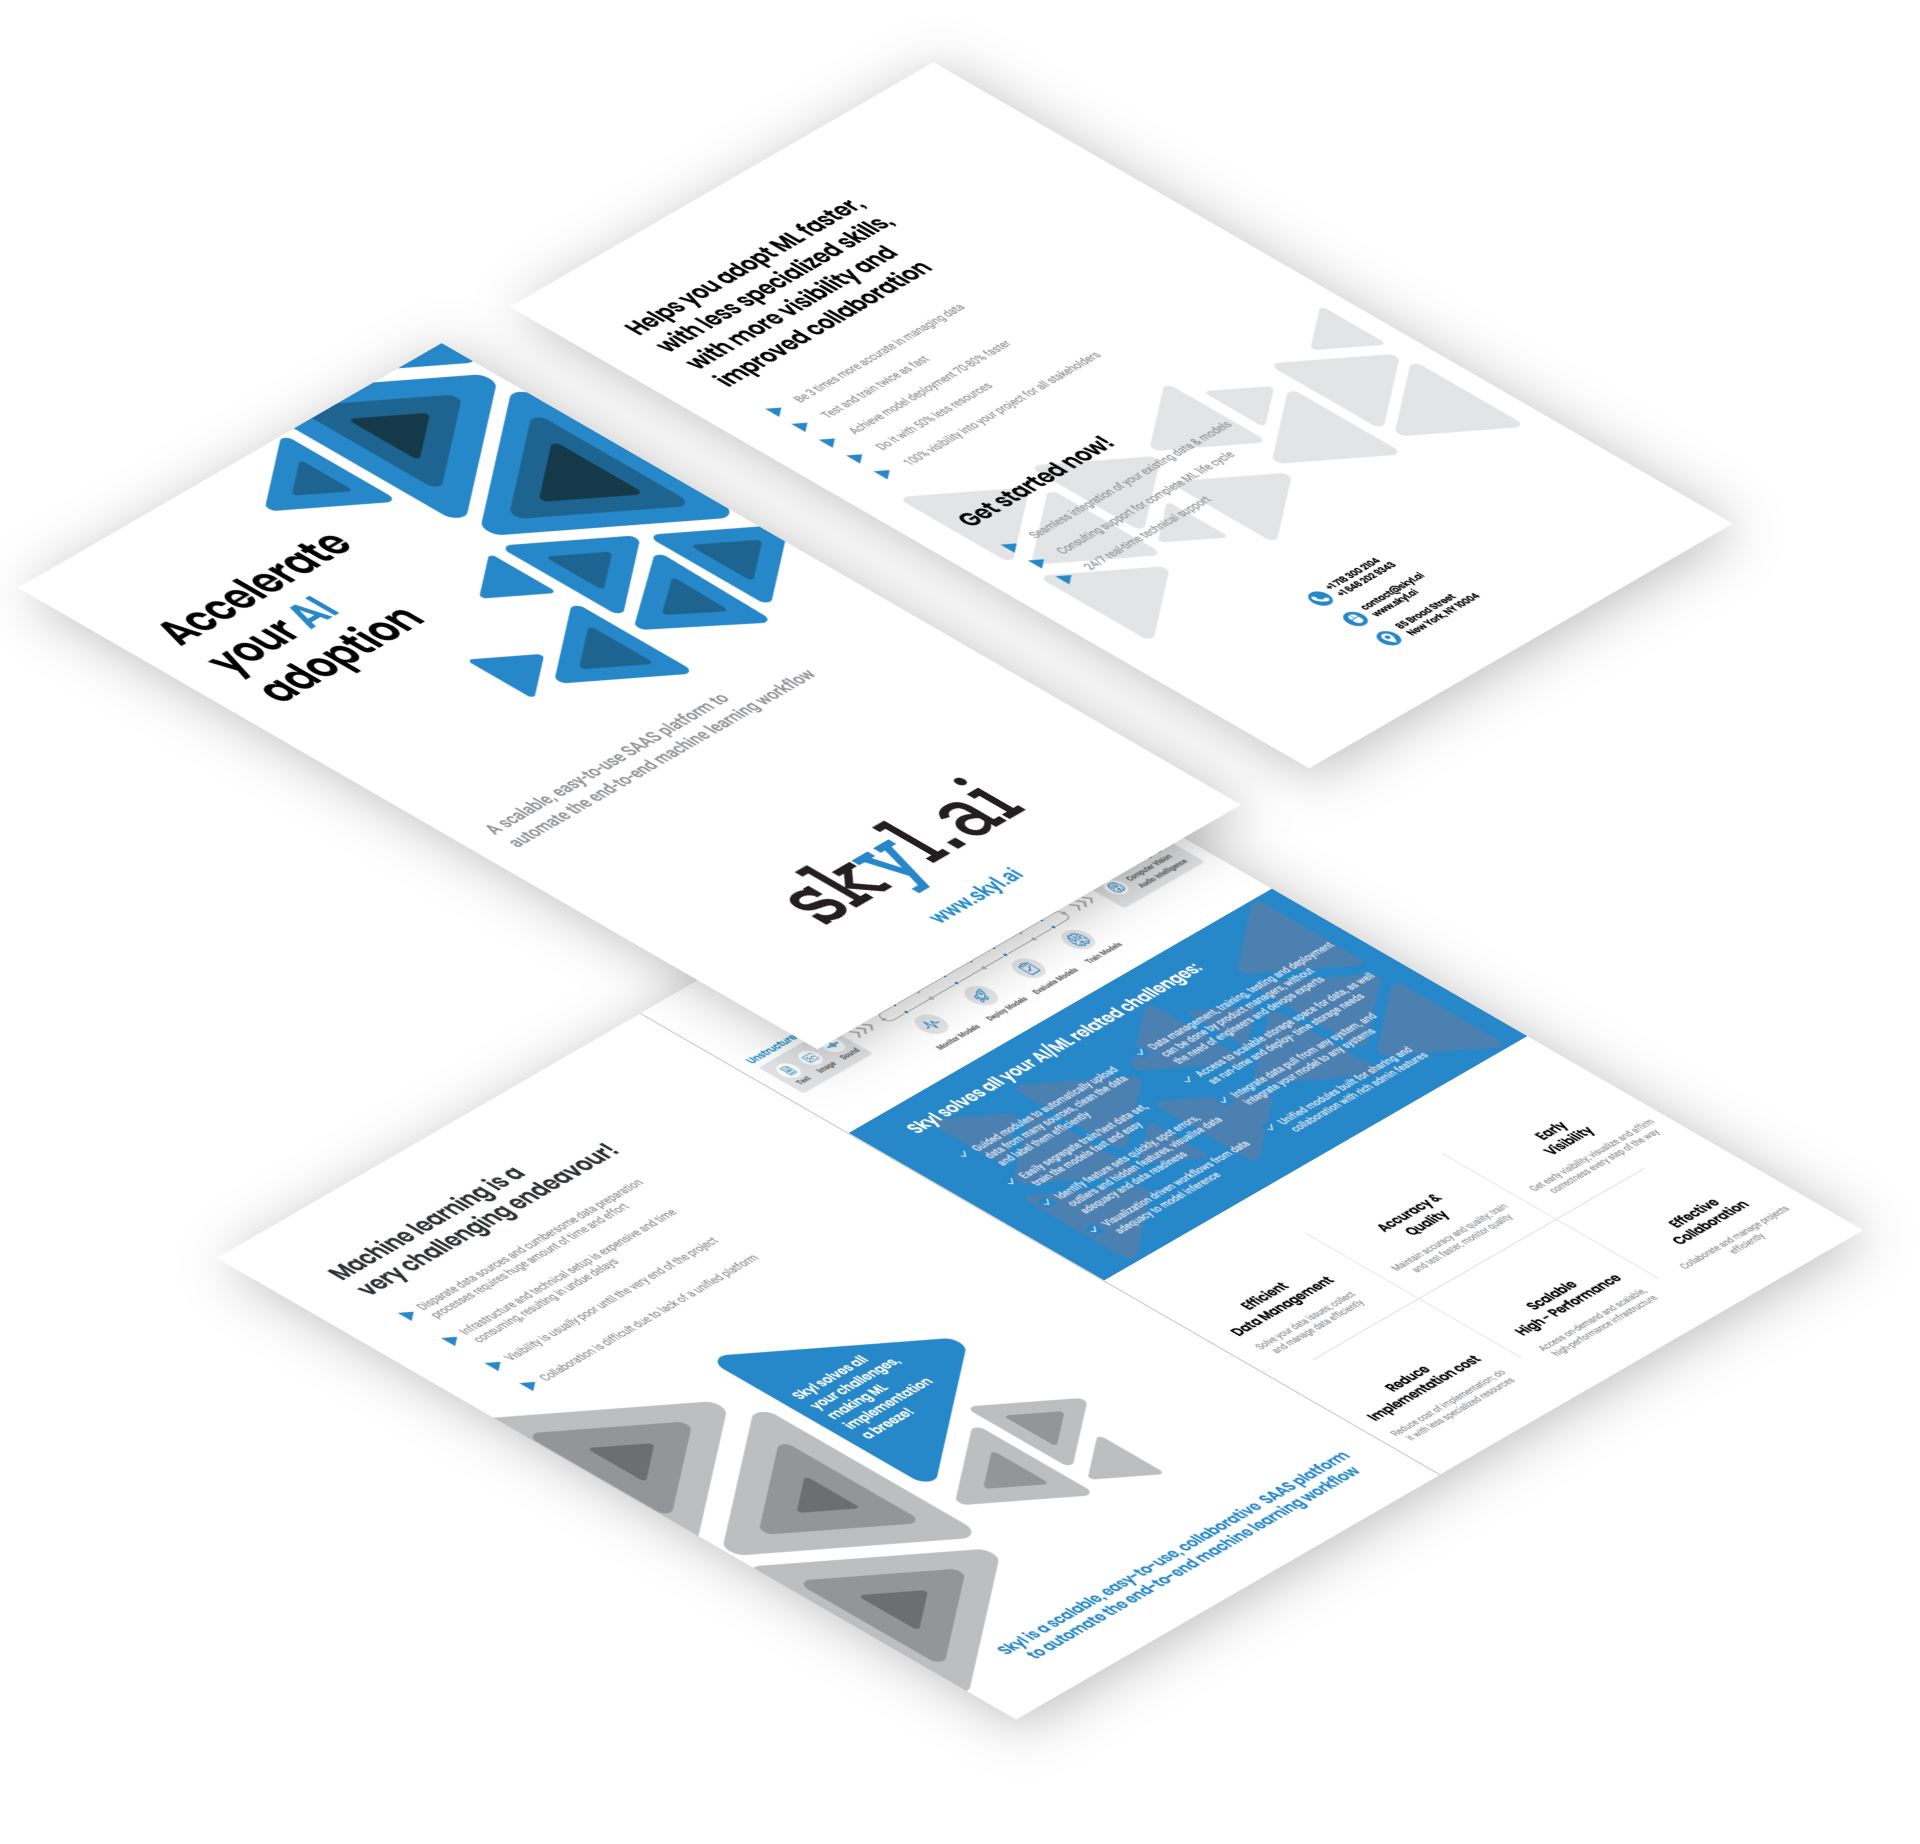 Helps you adopt ML faster,
with less specialized skills,
with more visibility and
improved collaboration
Be 3 times more accurate in managing data
Test and train twice as fast
Achieve model deployment 70-80% faster
Do it with 50% less resources
100% visibility into your project for all stakeholders
Get started now!
Seamless integration of your existing data & models
Consulting support for complete ML life cycle
24/7 real-time technical support
+1 718 300 2104
+1 646 202 9343
contact@skyl.ai
www.skyl.ai
85 Broad Street
New York, NY 10004
Accelerate
your AI
adoption
A scalable, easy-to-use SAAS platform to
automate the end-to-end machine learning workflow
skyl.ai
www.skyl.ai
Machine learning is a
very challenging endeavour!
Disparate data sources and cumbersome data preparation
processes requires huge amount of time and effort
Infrastructure and technical setup is expensive and time
consuming, resulting in undue delays
Visibility is usually poor until the very end of the project
Collaboration is difficult due to lack of a unified platform
Skyl solves all
your challenges,
making ML
implementation
a breeze!
Skyl is a scalable, easy-to-use, collaborative SAAS platform
to automate the end-to-end machine learning workflow
Unstructure
Text
Image
Sound
Monitor Models
Deploy Models
Evaluate Models
Train Models
Computer Vision
Audio Intelligence
Skyl solves all your AI/ML related challenges:
Guided modules to automatically upload
data from many sources, clean the data
and label them efficiently
Easily segregate train/test data set,
train the models fast and easy
Identify feature sets quickly, spot errors,
outliers and hidden features, visualise data
adequacy and data readiness
Visualization driven workflows from data
adequacy to model inference
Data management, training, testing and deployment
can be done by product managers, without
the need of engineers and devops experts
Access to scalable storage space for data, as well
as run-time and deploy- time storage needs
Integrate data pull from any system, and
integrate your model to any systems
Unified modules built for sharing and
collaboration with rich admin features
Efficient
Data Management
Solve your data issues; collect
and manage data efficiently
Accuracy &
Quality
Maintain accuracy and quality; train
and test faster, monitor quality
Early
Visibility
Get early visibility; visualize and affirm
correctness every step of the way
Reduce
Implementation cost
Reduce cost of implementation; do
it with less specialized resources
Scalable
High - Performance
Access on-demand and scalable,
high-performance infrastructure
Effective
Collaboration
Collaborate and manage projects
efficiently